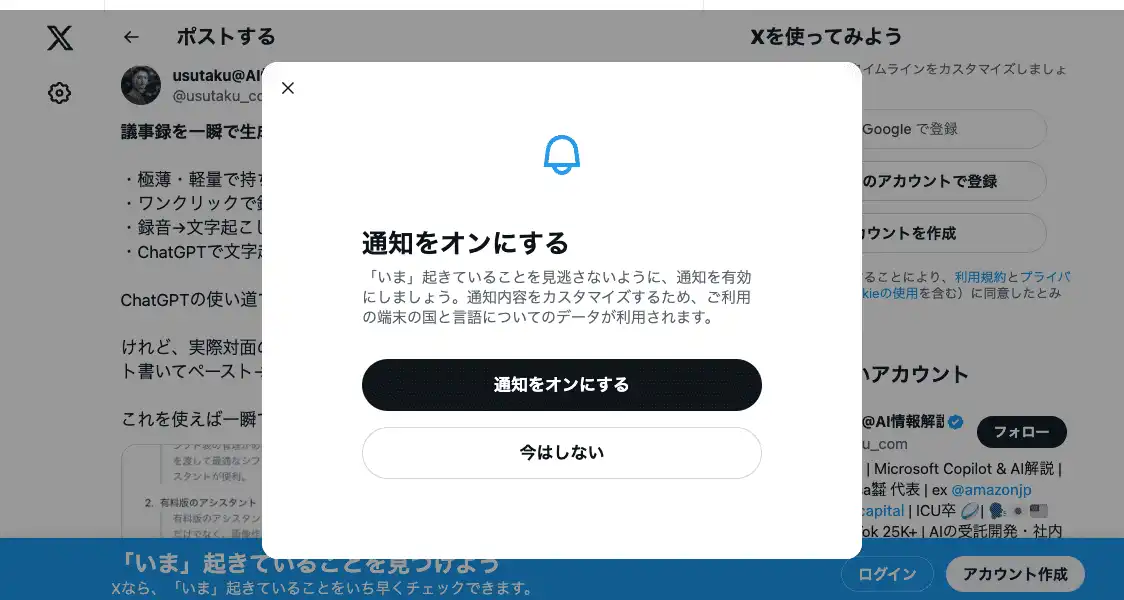 ポストする
usutaku@AI
@usutaku_co
議事録を一瞬で生
・極薄・軽量で持
・ワンクリックで
・録音→文字起こし
・ChatGPTで文字
ChatGPTの使い道
けれど、実際対面
ト書いてペースト→
これを使えば一瞬
を渡して最適なシフ
スタントが便利。
2. 有料版のアシスタント
有料版のアシスタン
だけでなく、画像性
通知をオンにする
「いま」起きていることを見逃さないように、通知を有効
にしましょう。通知内容をカスタマイズするため、ご利用
の端末の国と言語についてのデータが利用されます。
通知をオンにする
今はしない
Xを使ってみよう
イムラインをカスタマイズしましょ
Google で登録
のアカウントで登録
カウントを作成
ることにより、利用規約とプライバ
kieの使用を含む）に同意したとみ
いアカウント
@AI情報解説
u_com
フォロー
| Microsoft Copilot & AI解説 |
a㍿ 代表 | ex @amazonjp
capital | ICU卒 🏉| 🗣️ ⚫︎ 📼
ok 25K+ | AIの受託開発・社内
「いま」起きていることを見つけよう
Xなら、「いま」起きていることをいち早くチェックできます。
ログイン
アカウント作成